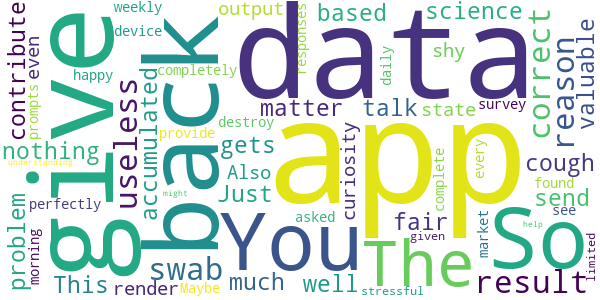 weekly
output
based
science
device
responses
data
shy
contribute
even
prompts
happy
give
back
completely
daily
correct
reason
valuable
matter
talk
state
survey
nothing
useless
accumulated
provide
destroy
gets
curiosity
app
complete
every
cough
understanding
Also
Just
asked
fair
send
found
perfectly
might
You
The
So
see
problem
morning
This
render
swab
Maybe
much
well
given
stressful
market
result
help
limited